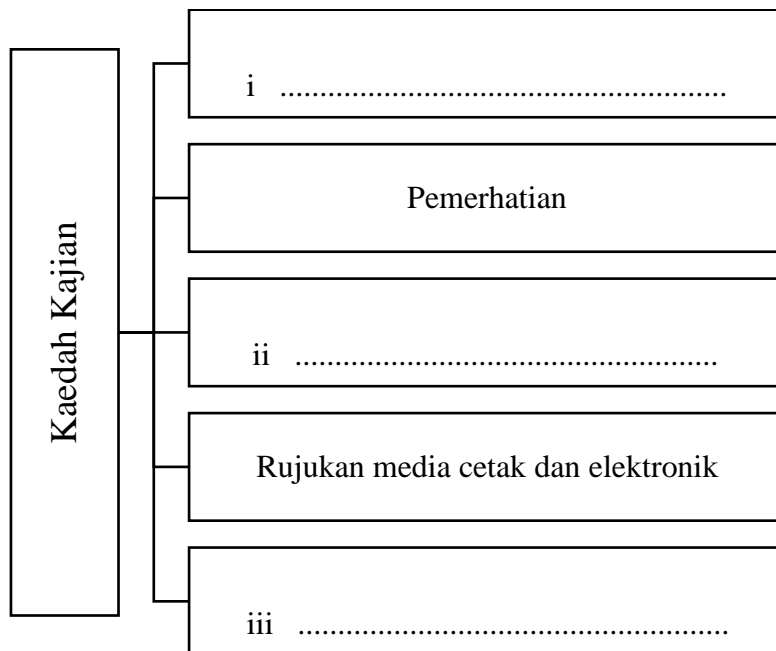 Kaedah Kajian
i ........................................................
Pemerhatian
ii .....................................................
Rujukan media cetak dan elektronik
iii ......................................................